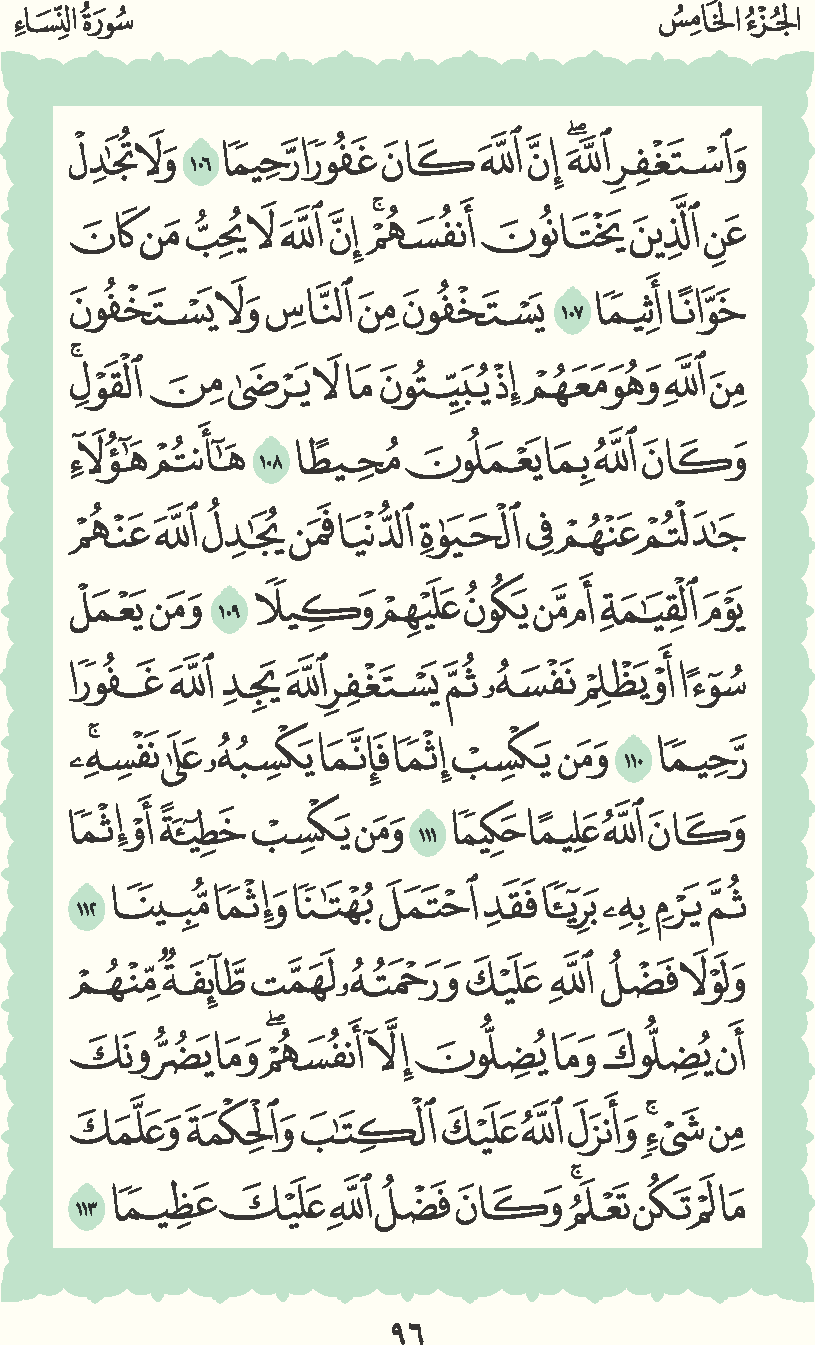 الجُزْءُ الخَامِسُ
سُورَةُ النِّسَاءِ
وَٱسْتَغْفِرِ ٱللَّهَۖ إِنَّ ٱللَّهَ كَانَ غَفُورٗا رَّحِيمٗا ١٠٦ وَلَا تُجَٰدِلْ
عَنِ ٱلَّذِينَ يَخْتَانُونَ أَنفُسَهُمْۚ إِنَّ ٱللَّهَ لَا يُحِبُّ مَن كَانَ
خَوَّانًا أَثِيمٗا ١٠٧ يَسْتَخْفُونَ مِنَ ٱلنَّاسِ وَلَا يَسْتَخْفُونَ
مِنَ ٱللَّهِ وَهُوَ مَعَهُمْ إِذْ يُبَيِّتُونَ مَا لَا يَرْضَىٰ مِنَ ٱلْقَوْلِۚ
وَكَانَ ٱللَّهُ بِمَا يَعْمَلُونَ مُحِيطًا ١٠٨ هَٰٓأَنتُمْ هَٰٓؤُلَآءِ
جَٰدَلْتُمْ عَنْهُمْ فِي ٱلْحَيَوٰةِ ٱلدُّنْيَا فَمَن يُجَٰدِلُ ٱللَّهَ عَنْهُمْ
يَوْمَ ٱلْقِيَٰمَةِ أَم مَّن يَكُونُ عَلَيْهِمْ وَكِيلٗا ١٠٩ وَمَن يَعْمَلْ
سُوٓءًا أَوْ يَظْلِمْ نَفْسَهُۥ ثُمَّ يَسْتَغْفِرِ ٱللَّهَ يَجِدِ ٱللَّهَ غَفُورٗا
رَّحِيمٗا ١١٠ وَمَن يَكْسِبْ إِثْمٗا فَإِنَّمَا يَكْسِبُهُۥ عَلَىٰ نَفْسِهِۦۚ
وَكَانَ ٱللَّهُ عَلِيمًا حَكِيمٗا ١١١ وَمَن يَكْسِبْ خَطِيٓـَٔةً أَوْ إِثْمٗا
ثُمَّ يَرْمِ بِهِۦ بَرِيٓـٔٗا فَقَدِ ٱحْتَمَلَ بُهْتَٰنٗا وَإِثْمٗا مُّبِينٗا ١١٢
وَلَوْلَا فَضْلُ ٱللَّهِ عَلَيْكَ وَرَحْمَتُهُۥ لَهَمَّت طَّآئِفَةٞ مِّنْهُمْ
أَن يُضِلُّوكَ وَمَا يُضِلُّونَ إِلَّآ أَنفُسَهُمْۖ وَمَا يَضُرُّونَكَ
مِن شَيْءٖۚ وَأَنزَلَ ٱللَّهُ عَلَيْكَ ٱلْكِتَٰبَ وَٱلْحِكْمَةَ وَعَلَّمَكَ
مَا لَمْ تَكُن تَعْلَمُۚ وَكَانَ فَضْلُ ٱللَّهِ عَلَيْكَ عَظِيمٗا ١١٣
٩٦